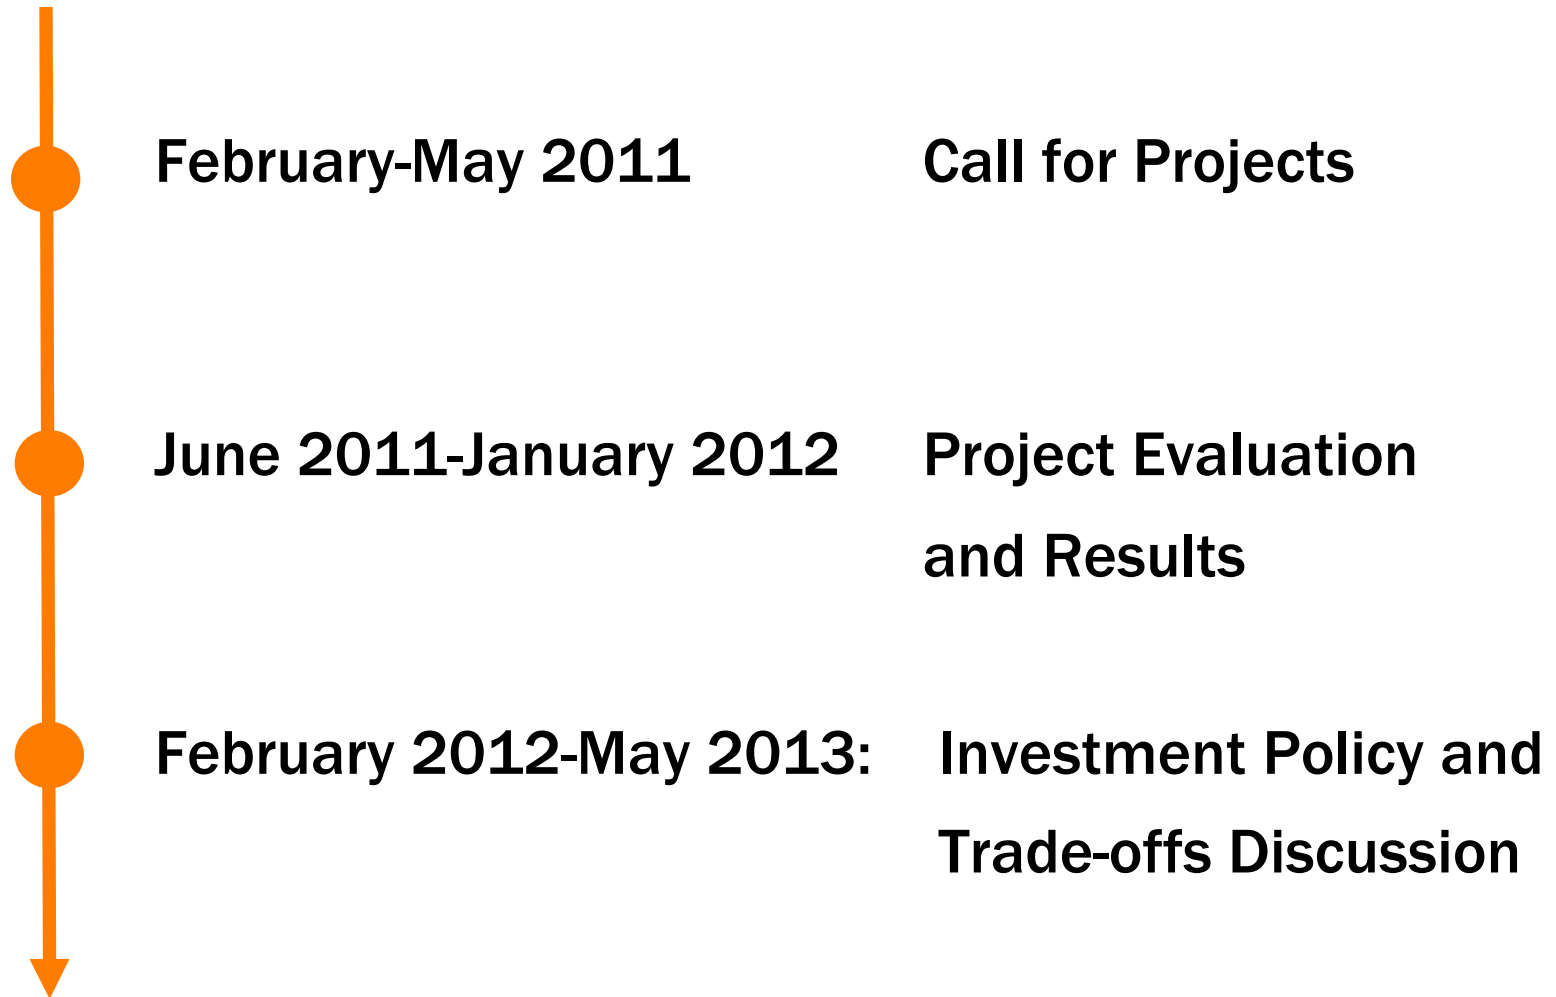 February-May 2011 Call for Projects
June 2011-January 2012 Project Evaluation
and Results
February 2012-May 2013: Investment Policy and
Trade-offs Discussion